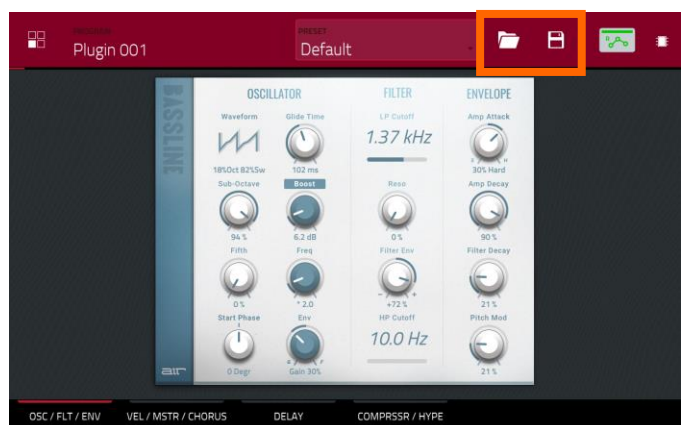 PROGRAM
Plugin 001
PRESET
Default
BASSLINE
OSCILLATOR
FILTER
ENVELOPE
Waveform
Glide Time
LP Cutoff
Amp Attack
1.37 kHz
18%Oct 82%Sw
102 ms
30% Hard
Sub-Octave
Boost
Reso
Amp Decay
94 %
6.2 dB
0 %
90 %
Fifth
Freq
Filter Env
Filter Decay
0 %
* 2.0
+72 %
21 %
Start Phase
Env
HP Cutoff
Pitch Mod
10.0 Hz
0 Degr
Gain 30%
21 %
air
OSC / FLT / ENV
VEL / MSTR / CHORUS
DELAY
COMPRSSR / HYPE